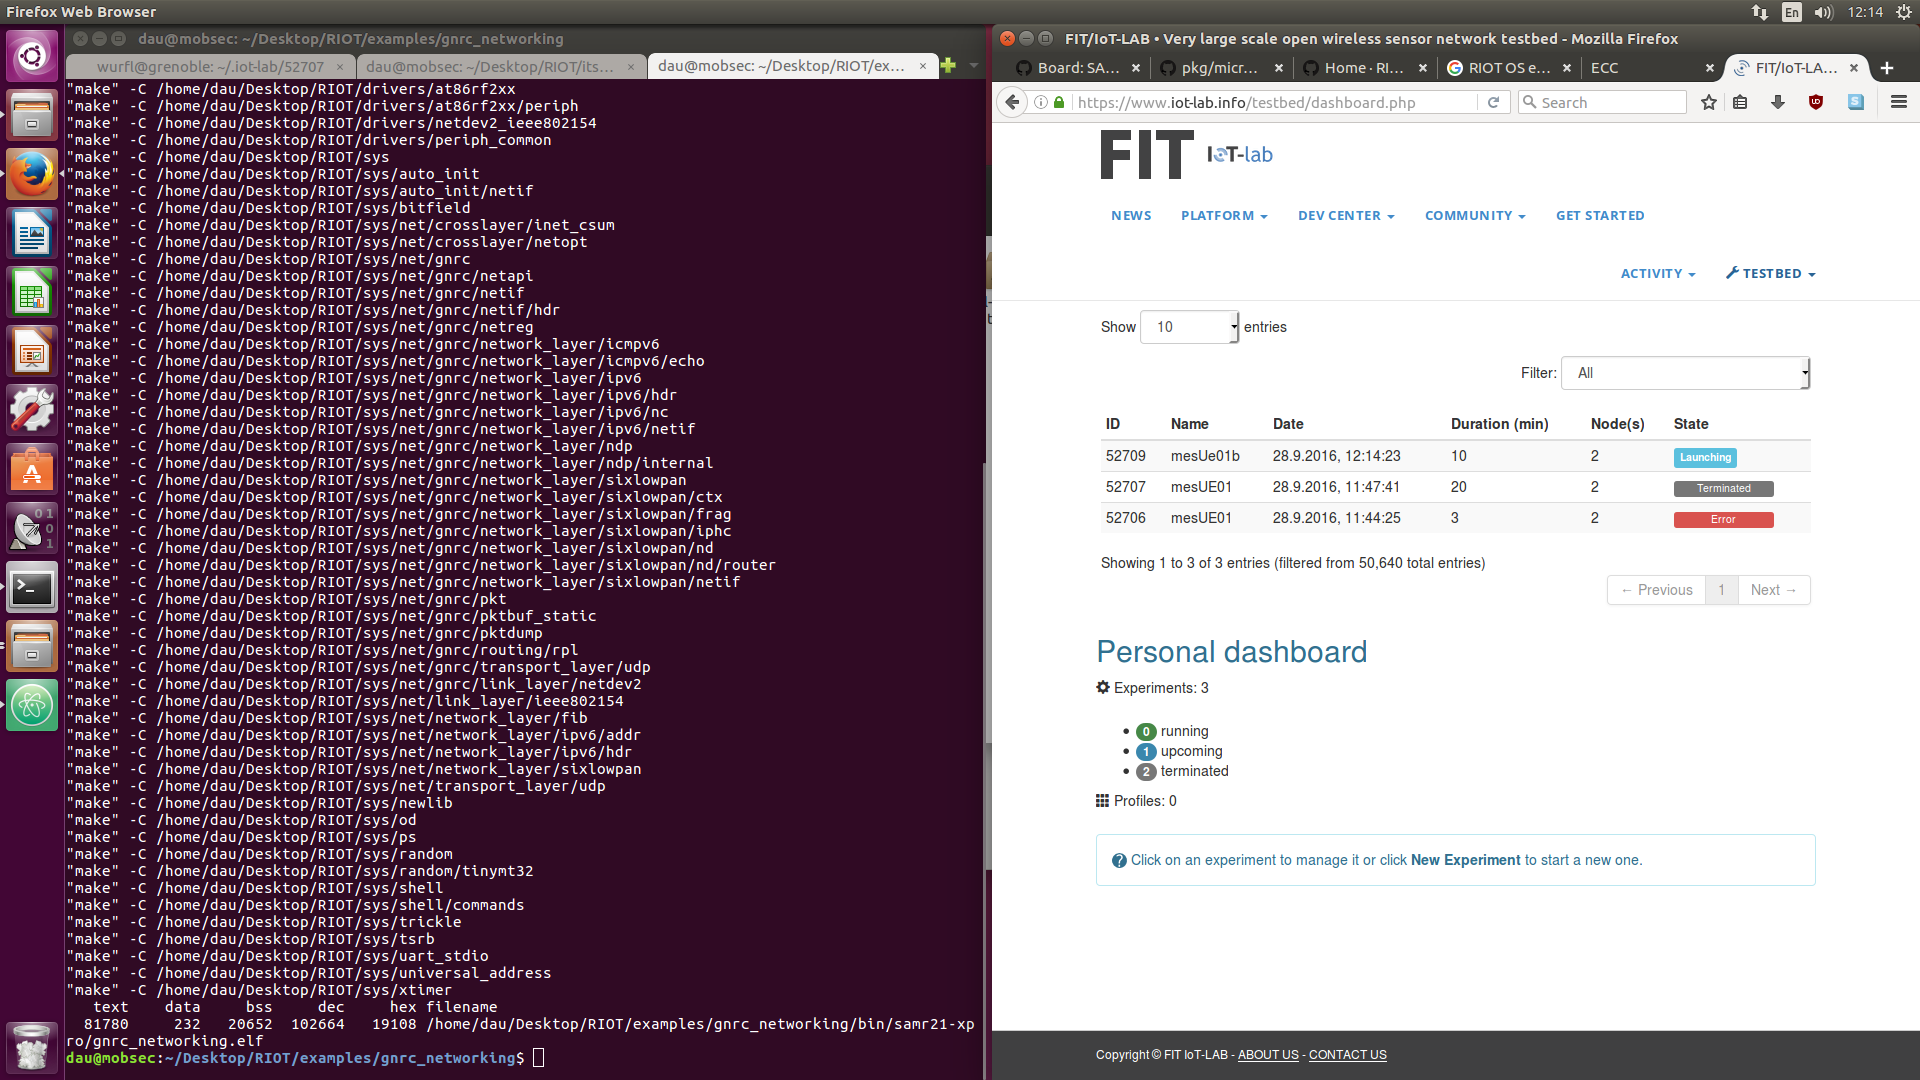 Firefox Web Browser
En
12:14
dau@mobsec: ~/Desktop/RIOT/examples/gnrc_networking
wurfl@grenoble: ~/.iot-lab/52707 ×
dau@mobsec: ~/Desktop/RIOT/its... ×
dau@mobsec: ~/Desktop/RIOT/ex... ×
"make" -C /home/dau/Desktop/RIOT/drivers/at86rf2xx
"make" -C /home/dau/Desktop/RIOT/drivers/at86rf2xx/periph
"make" -C /home/dau/Desktop/RIOT/drivers/netdev2_ieee802154
"make" -C /home/dau/Desktop/RIOT/drivers/periph_common
"make" -C /home/dau/Desktop/RIOT/sys
"make" -C /home/dau/Desktop/RIOT/sys/auto_init
"make" -C /home/dau/Desktop/RIOT/sys/auto_init/netif
"make" -C /home/dau/Desktop/RIOT/sys/bitfield
"make" -C /home/dau/Desktop/RIOT/sys/net/crosslayer/inet_csum
"make" -C /home/dau/Desktop/RIOT/sys/net/crosslayer/netopt
"make" -C /home/dau/Desktop/RIOT/sys/net/gnrc
"make" -C /home/dau/Desktop/RIOT/sys/net/gnrc/netapi
"make" -C /home/dau/Desktop/RIOT/sys/net/gnrc/netif
"make" -C /home/dau/Desktop/RIOT/sys/net/gnrc/netif/hdr
"make" -C /home/dau/Desktop/RIOT/sys/net/gnrc/netreg
"make" -C /home/dau/Desktop/RIOT/sys/net/gnrc/network_layer/icmpv6
"make" -C /home/dau/Desktop/RIOT/sys/net/gnrc/network_layer/icmpv6/echo
"make" -C /home/dau/Desktop/RIOT/sys/net/gnrc/network_layer/ipv6
"make" -C /home/dau/Desktop/RIOT/sys/net/gnrc/network_layer/ipv6/hdr
"make" -C /home/dau/Desktop/RIOT/sys/net/gnrc/network_layer/ipv6/nc
"make" -C /home/dau/Desktop/RIOT/sys/net/gnrc/network_layer/ipv6/netif
"make" -C /home/dau/Desktop/RIOT/sys/net/gnrc/network_layer/ndp
"make" -C /home/dau/Desktop/RIOT/sys/net/gnrc/network_layer/ndp/internal
"make" -C /home/dau/Desktop/RIOT/sys/net/gnrc/network_layer/sixlowpan
"make" -C /home/dau/Desktop/RIOT/sys/net/gnrc/network_layer/sixlowpan/ctx
"make" -C /home/dau/Desktop/RIOT/sys/net/gnrc/network_layer/sixlowpan/frag
"make" -C /home/dau/Desktop/RIOT/sys/net/gnrc/network_layer/sixlowpan/iphc
"make" -C /home/dau/Desktop/RIOT/sys/net/gnrc/network_layer/sixlowpan/nd
"make" -C /home/dau/Desktop/RIOT/sys/net/gnrc/network_layer/sixlowpan/nd/router
"make" -C /home/dau/Desktop/RIOT/sys/net/gnrc/network_layer/sixlowpan/netif
"make" -C /home/dau/Desktop/RIOT/sys/net/gnrc/pkt
"make" -C /home/dau/Desktop/RIOT/sys/net/gnrc/pktbuf_static
"make" -C /home/dau/Desktop/RIOT/sys/net/gnrc/pktdump
"make" -C /home/dau/Desktop/RIOT/sys/net/gnrc/routing/rpl
"make" -C /home/dau/Desktop/RIOT/sys/net/gnrc/transport_layer/udp
"make" -C /home/dau/Desktop/RIOT/sys/net/gnrc/link_layer/netdev2
"make" -C /home/dau/Desktop/RIOT/sys/net/link_layer/ieee802154
"make" -C /home/dau/Desktop/RIOT/sys/net/network_layer/fib
"make" -C /home/dau/Desktop/RIOT/sys/net/network_layer/ipv6/addr
"make" -C /home/dau/Desktop/RIOT/sys/net/network_layer/ipv6/hdr
"make" -C /home/dau/Desktop/RIOT/sys/net/network_layer/sixlowpan
"make" -C /home/dau/Desktop/RIOT/sys/net/transport_layer/udp
"make" -C /home/dau/Desktop/RIOT/sys/newlib
"make" -C /home/dau/Desktop/RIOT/sys/od
"make" -C /home/dau/Desktop/RIOT/sys/ps
"make" -C /home/dau/Desktop/RIOT/sys/random
"make" -C /home/dau/Desktop/RIOT/sys/random/tinymt32
"make" -C /home/dau/Desktop/RIOT/sys/shell
"make" -C /home/dau/Desktop/RIOT/sys/shell/commands
"make" -C /home/dau/Desktop/RIOT/sys/trickle
"make" -C /home/dau/Desktop/RIOT/sys/tsrb
"make" -C /home/dau/Desktop/RIOT/sys/uart_stdio
"make" -C /home/dau/Desktop/RIOT/sys/universal_address
"make" -C /home/dau/Desktop/RIOT/sys/xtimer
text data bss dec hex filename
81780 232 20652 102664 19108 /home/dau/Desktop/RIOT/examples/gnrc_networking/bin/samr21-xp
ro/gnrc_networking.elf
dau@mobsec:~/Desktop/RIOT/examples/gnrc_networking$
FIT/IoT-LAB • Very large scale open wireless sensor network testbed - Mozilla Firefox
Board: SA... ×
pkg/micr... ×
Home · RI... ×
RIOT OS e... ×
ECC ×
FIT/IoT-LA... ×
https://www.iot-lab.info/testbed/dashboard.php
Search
FIT IoT-lab
NEWS PLATFORM DEV CENTER COMMUNITY GET STARTED
ACTIVITY TESTBED
Show 10 entries
Filter: All
ID Name Date Duration (min) Node(s) State
52709 mesUe01b 28.9.2016, 12:14:23 10 2 Launching
52707 mesUE01 28.9.2016, 11:47:41 20 2 Terminated
52706 mesUE01 28.9.2016, 11:44:25 3 2 Error
Showing 1 to 3 of 3 entries (filtered from 50,640 total entries)
← Previous 1 Next →
Personal dashboard
Experiments: 3
• 0 running
• 1 upcoming
• 2 terminated
Profiles: 0
? Click on an experiment to manage it or click New Experiment to start a new one.
Copyright © FIT IoT-LAB - ABOUT US - CONTACT US